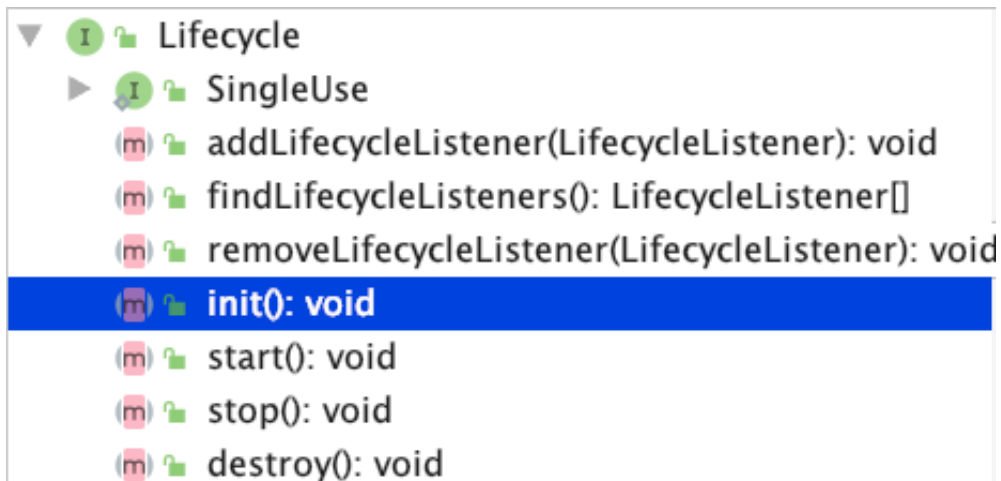 I Lifecycle
I SingleUse
m addLifecycleListener(LifecycleListener): void
m findLifecycleListeners(): LifecycleListener[]
m removeLifecycleListener(LifecycleListener): void
m init(): void
m start(): void
m stop(): void
m destroy(): void